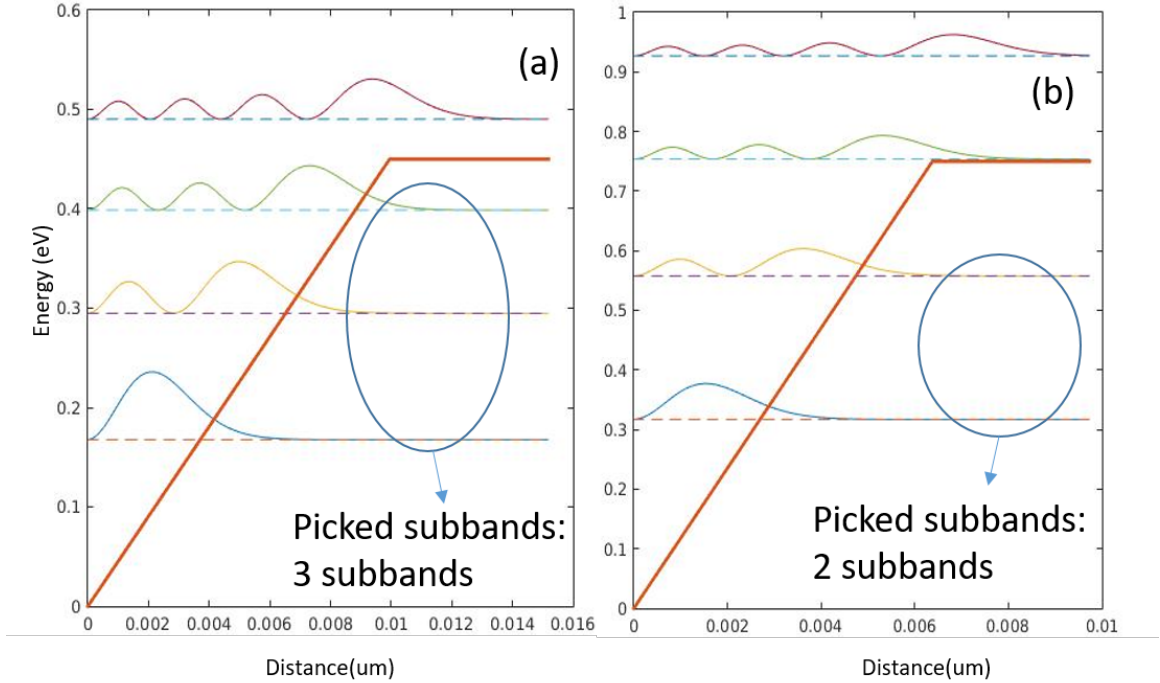 0.6
0.5
0.4
0.3
0.2
0.1
0
Energy (eV)
(a)
Picked subbands:
3 subbands
0 0.002 0.004 0.006 0.008 0.01 0.012 0.014 0.016
Distance(um)
1
0.9
0.8
0.7
0.6
0.5
0.4
0.3
0.2
0.1
0
(b)
Picked subbands:
2 subbands
0 0.002 0.004 0.006 0.008 0.01
Distance(um)